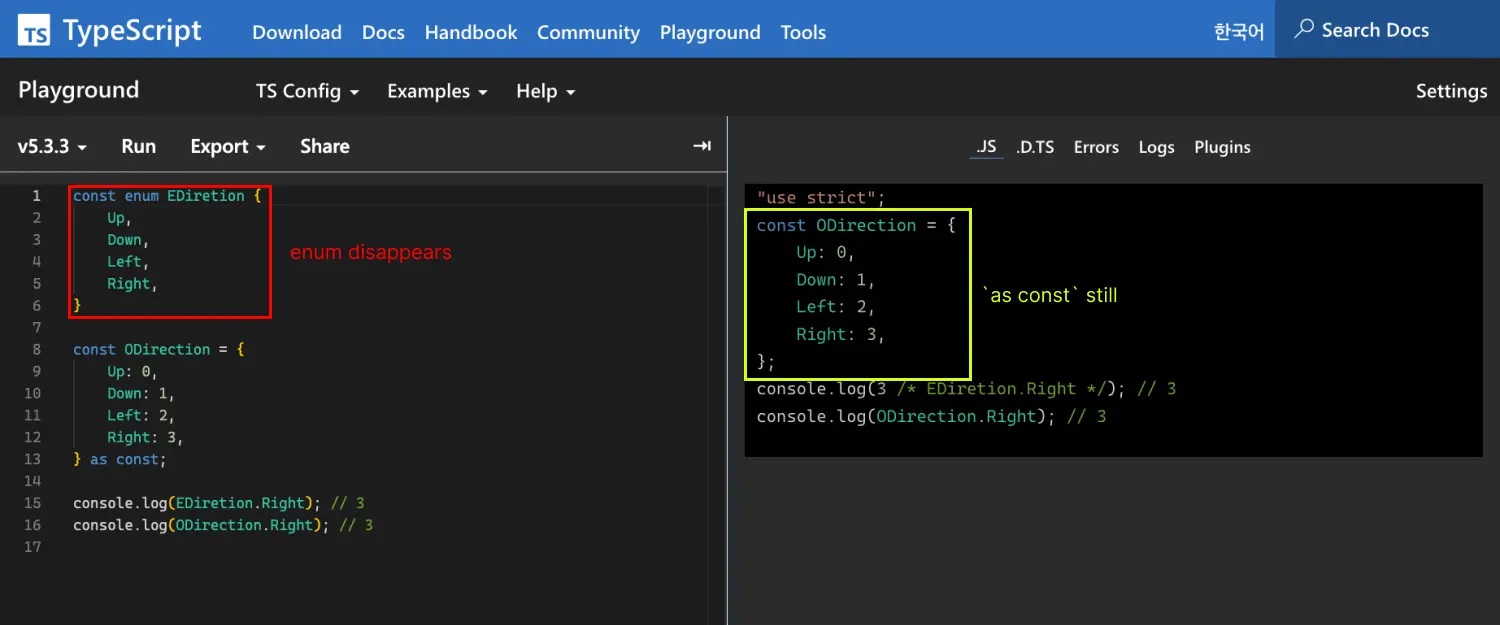 TS TypeScript Download Docs Handbook Community Playground Tools 한국어 Search Docs
Playground TS Config Examples Help Settings
v5.3.3 Run Export Share
.JS .D.TS Errors Logs Plugins
1 const enum EDiretion {
2 Up,
3 Down,
4 Left,
5 Right,
6 }
7
8 const ODirection = {
9 Up: 0,
10 Down: 1,
11 Left: 2,
12 Right: 3,
13 } as const;
14
15 console.log(EDiretion.Right); // 3
16 console.log(ODirection.Right); // 3
17
enum disappears
"use strict";
const ODirection = {
Up: 0,
Down: 1,
Left: 2,
Right: 3,
};
console.log(3 /* EDiretion.Right */); // 3
console.log(ODirection.Right); // 3
`as const` still